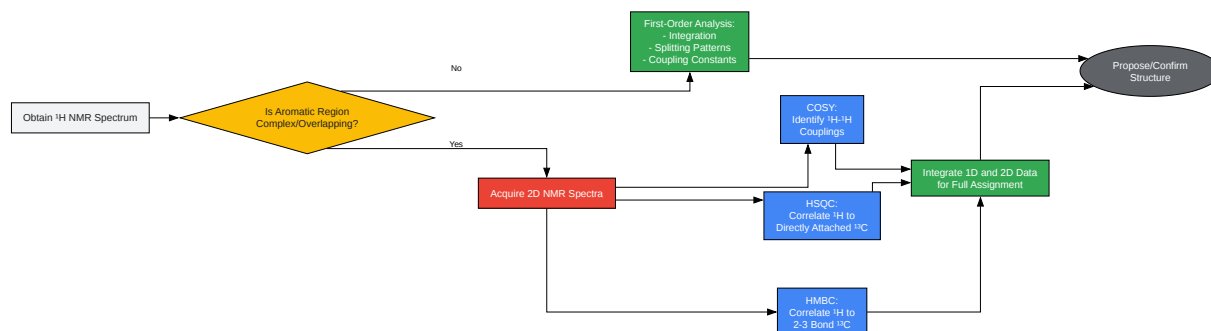 Obtain ¹H NMR Spectrum
Is Aromatic Region
Complex/Overlapping?
No
Yes
First-Order Analysis:
- Integration
- Splitting Patterns
- Coupling Constants
Acquire 2D NMR Spectra
COSY:
Identify ¹H-¹H
Couplings
HSQC:
Correlate ¹H to
Directly Attached ¹³C
HMBC:
Correlate ¹H to
2-3 Bond ¹³C
Integrate 1D and 2D Data
for Full Assignment
Propose/Confirm
Structure